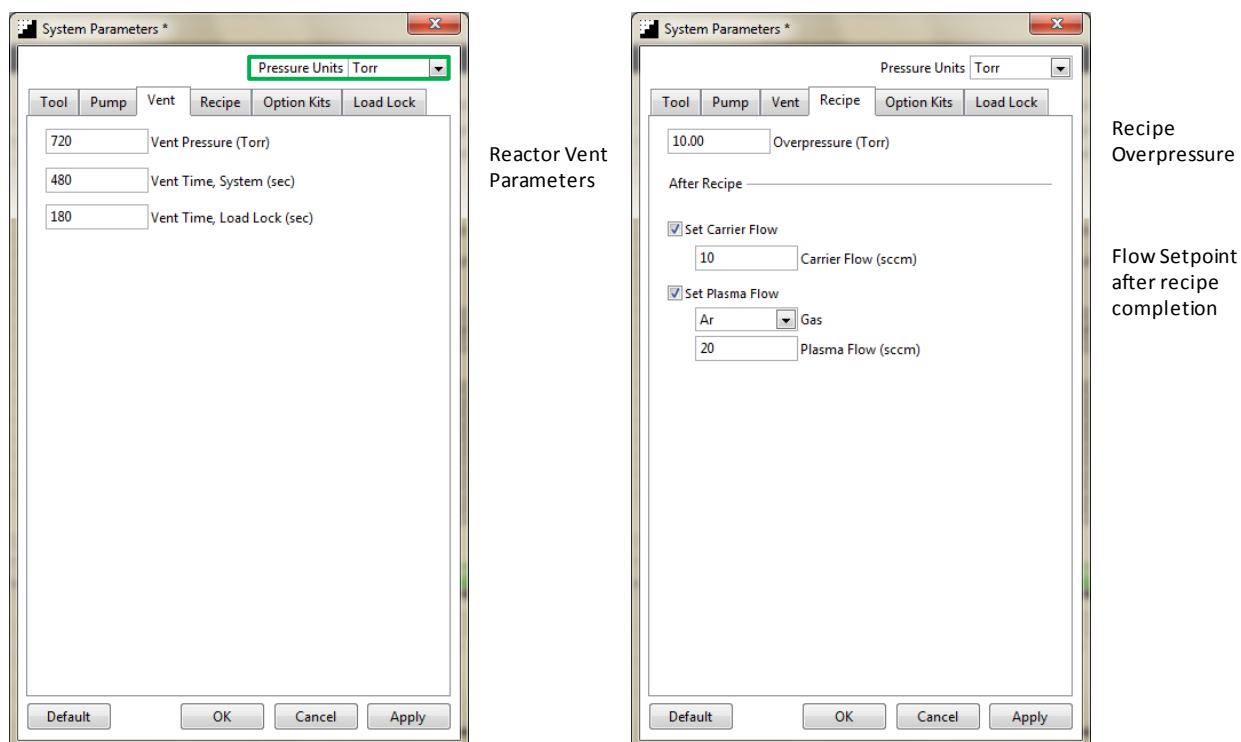 System Parameters *
Pressure Units Torr
Tool Pump Vent Recipe Option Kits Load Lock
720 Vent Pressure (Torr)
480 Vent Time, System (sec)
180 Vent Time, Load Lock (sec)
Default OK Cancel Apply
Reactor Vent
Parameters
System Parameters *
Pressure Units Torr
Tool Pump Vent Recipe Option Kits Load Lock
10.00 Overpressure (Torr)
After Recipe
Set Carrier Flow
10 Carrier Flow (sccm)
Set Plasma Flow
Ar Gas
20 Plasma Flow (sccm)
Default OK Cancel Apply
Recipe
Overpressure
Flow Setpoint
after recipe
completion